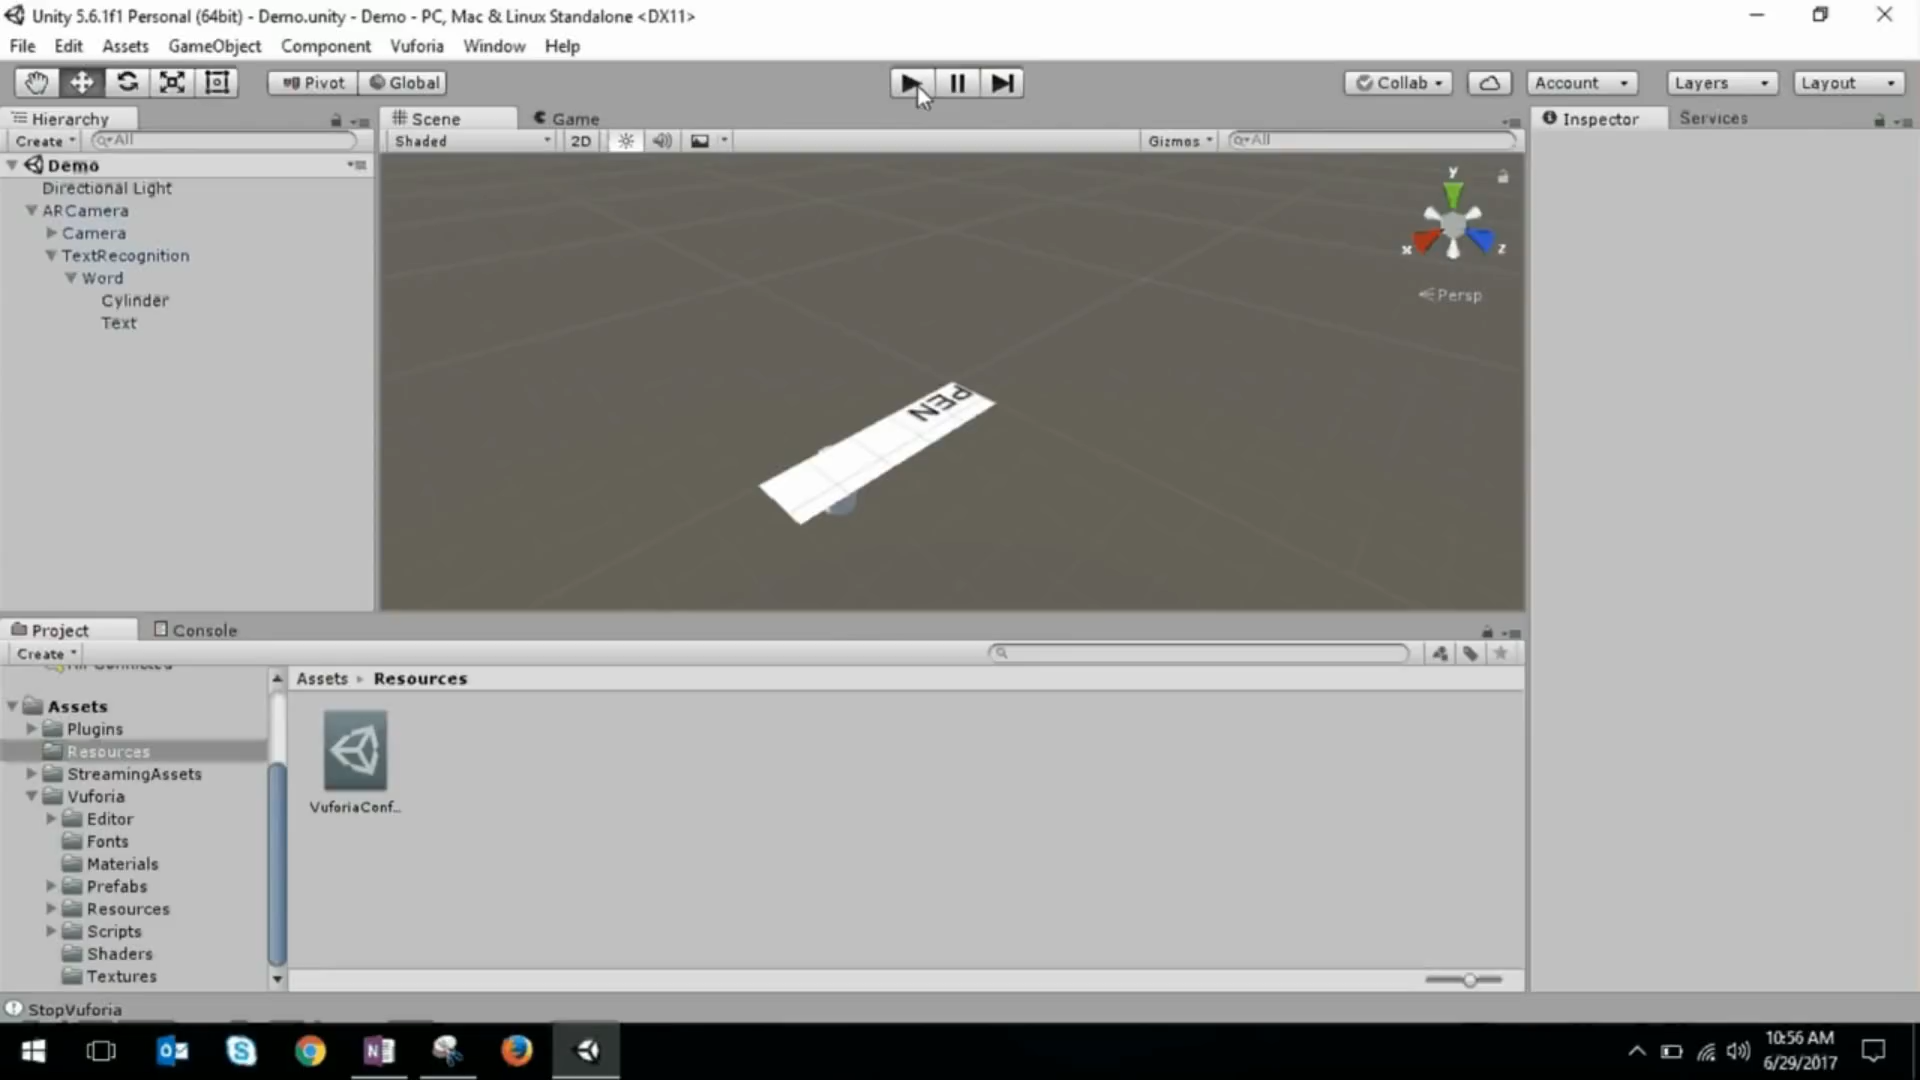 Unity 5.6.1f1 Personal (64bit) - Demo.unity - Demo - PC, Mac & Linux Standalone <DX11>
File Edit Assets GameObject Component Vuforia Window Help
Pivot Global Collab Account Layers Layout
Hierarchy Scene Game Inspector Services
Create All Shaded 2D Gizmos All
Demo
Directional Light
ARCamera
Camera
TextRecognition
Word
Cylinder
Text
y
x z
Persp
PEN
Project Console
Create
Assets Resources
Assets
Plugins
Resources
StreamingAssets
Vuforia
Editor
Fonts
Materials
Prefabs
Resources
Scripts
Shaders
Textures
VuforiaConf...
StopVuforia
10:56 AM
6/29/2017